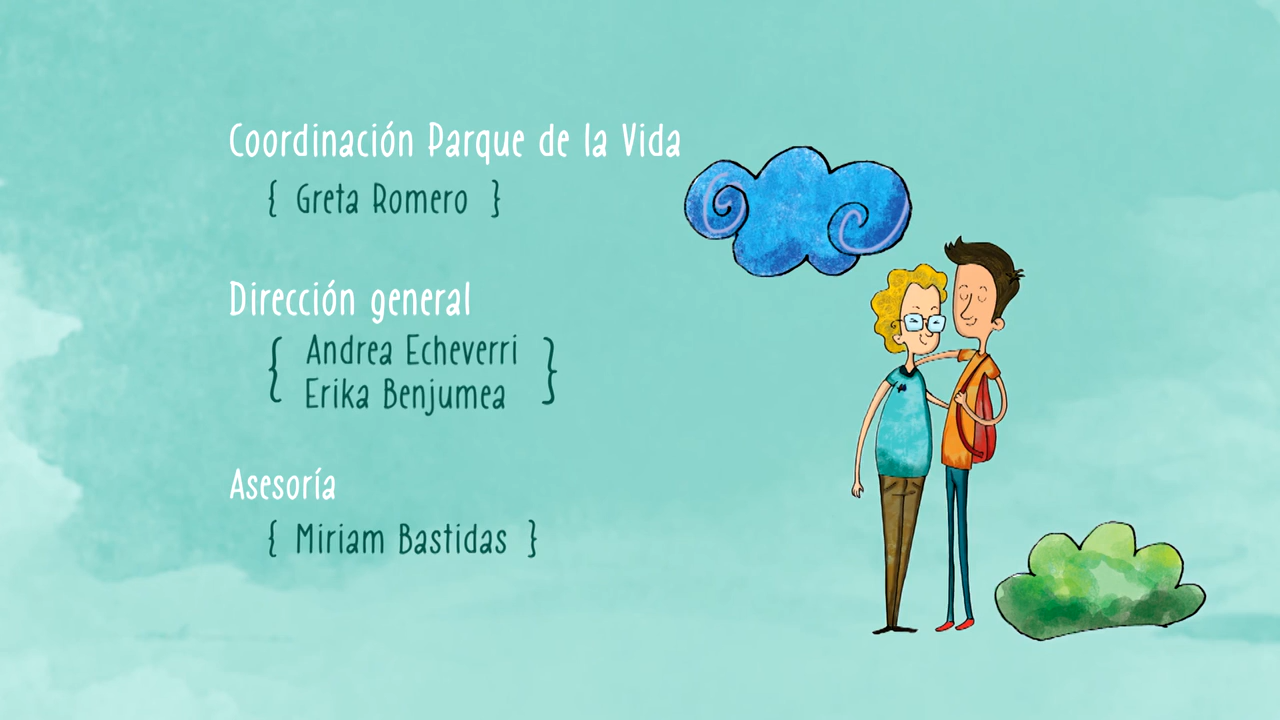 Coordinación Parque de la Vida
{ Greta Romero }
Dirección general
{ Andrea Echeverri
Erika Benjumea }
Asesoría
{ Miriam Bastidas }